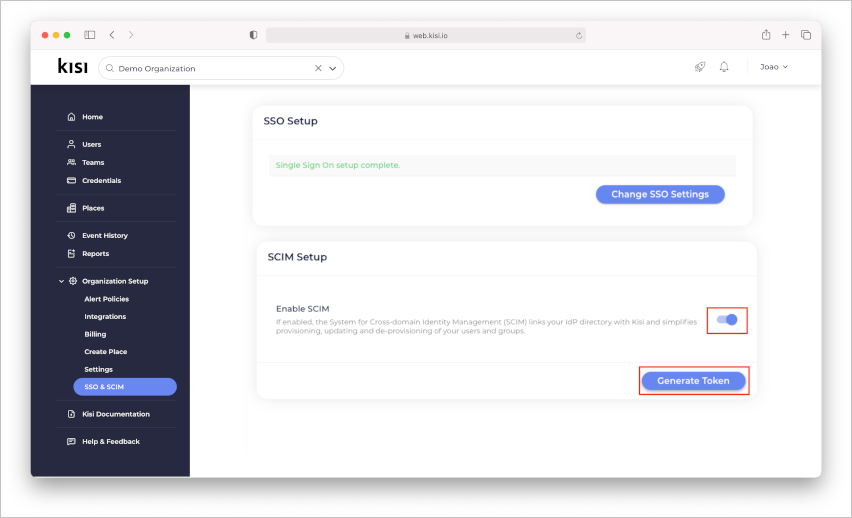 web.kisi.io
kisi
Demo Organization
Joao
Home
Users
Teams
Credentials
Places
Event History
Reports
Organization Setup
Alert Policies
Integrations
Billing
Create Place
Settings
SSO & SCIM
Kisi Documentation
Help & Feedback
SSO Setup
Single Sign On setup complete.
Change SSO Settings
SCIM Setup
Enable SCIM
If enabled, the System for Cross-domain Identity Management (SCIM) links your IdP directory with Kisi and simplifies
provisioning, updating and de-provisioning of your users and groups.
Generate Token